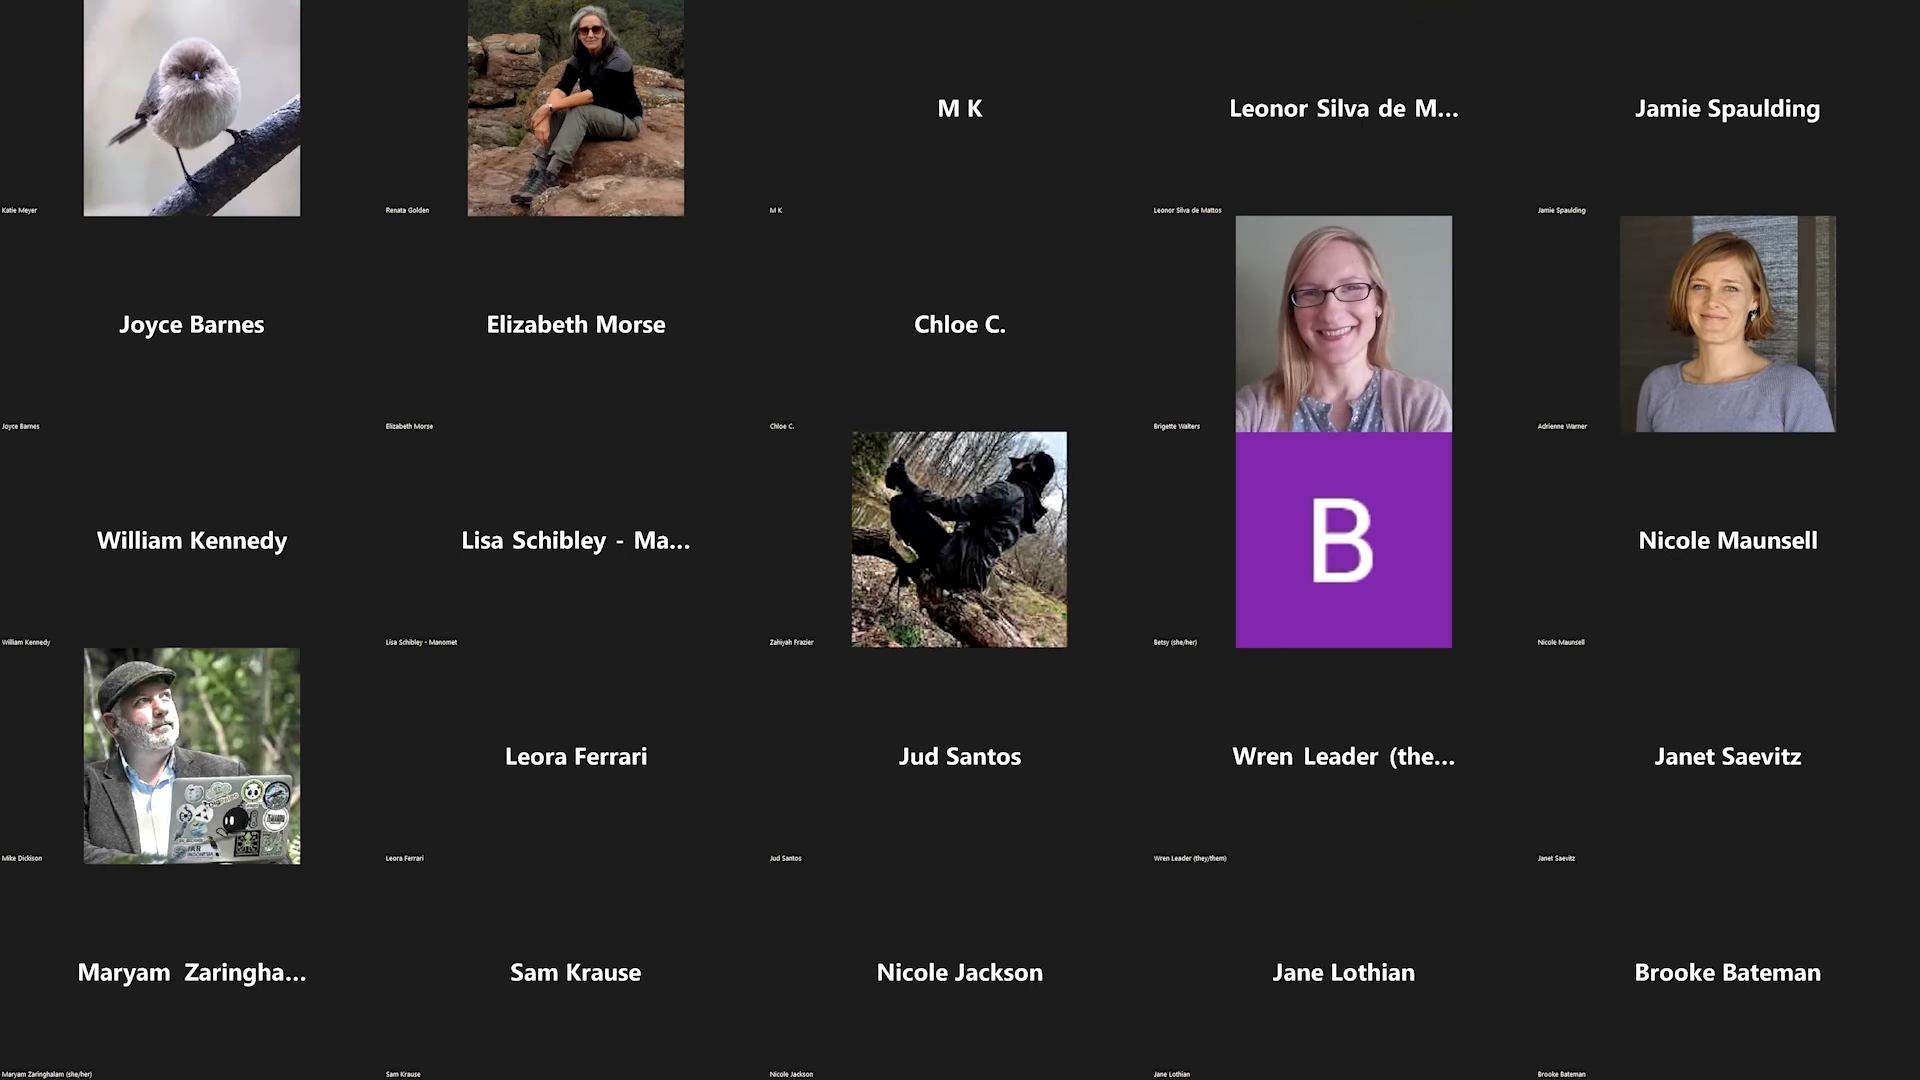 M K
Leonor Silva de M...
Jamie Spaulding
Katie Meyer
Renata Golden
M K
Leonor Silva de Mattos
Jamie Spaulding
Joyce Barnes
Elizabeth Morse
Chloe C.
Joyce Barnes
Elizabeth Morse
Chloe C.
Brigette Walters
Adrienne Warner
William Kennedy
Lisa Schibley - Ma...
B
Nicole Maunsell
William Kennedy
Lisa Schibley - Manomet
Zahiyah Frazier
Betsy (she/her)
Nicole Maunsell
Leora Ferrari
Jud Santos
Wren Leader (the...
Janet Saevitz
Mike Dickison
Leora Ferrari
Jud Santos
Wren Leader (they/them)
Janet Saevitz
Maryam Zaringha...
Sam Krause
Nicole Jackson
Jane Lothian
Brooke Bateman
Maryam Zaringhalam (she/her)
Sam Krause
Nicole Jackson
Jane Lothian
Brooke Bateman